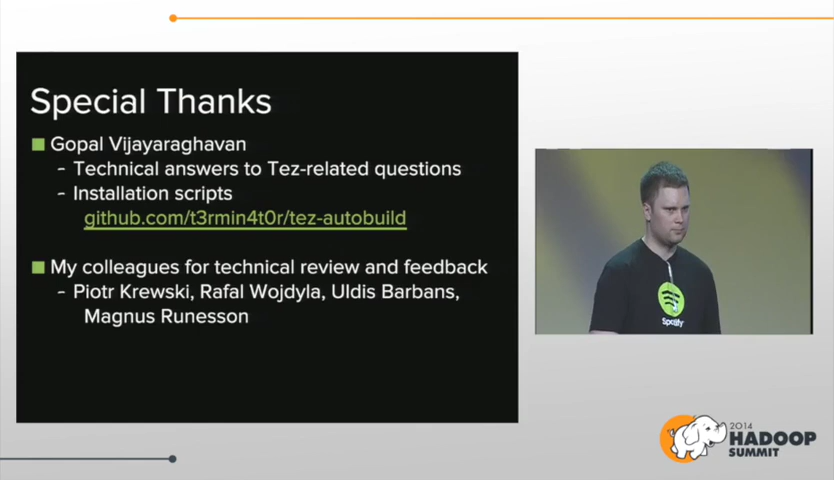 Special Thanks
Gopal Vijayaraghavan
- Technical answers to Tez-related questions
- Installation scripts
github.com/t3rmin4t0r/tez-autobuild
My colleagues for technical review and feedback
- Piotr Krewski, Rafal Wojdyla, Uldis Barbans,
Magnus Runesson
Spotify
2014
HADOOP
SUMMIT